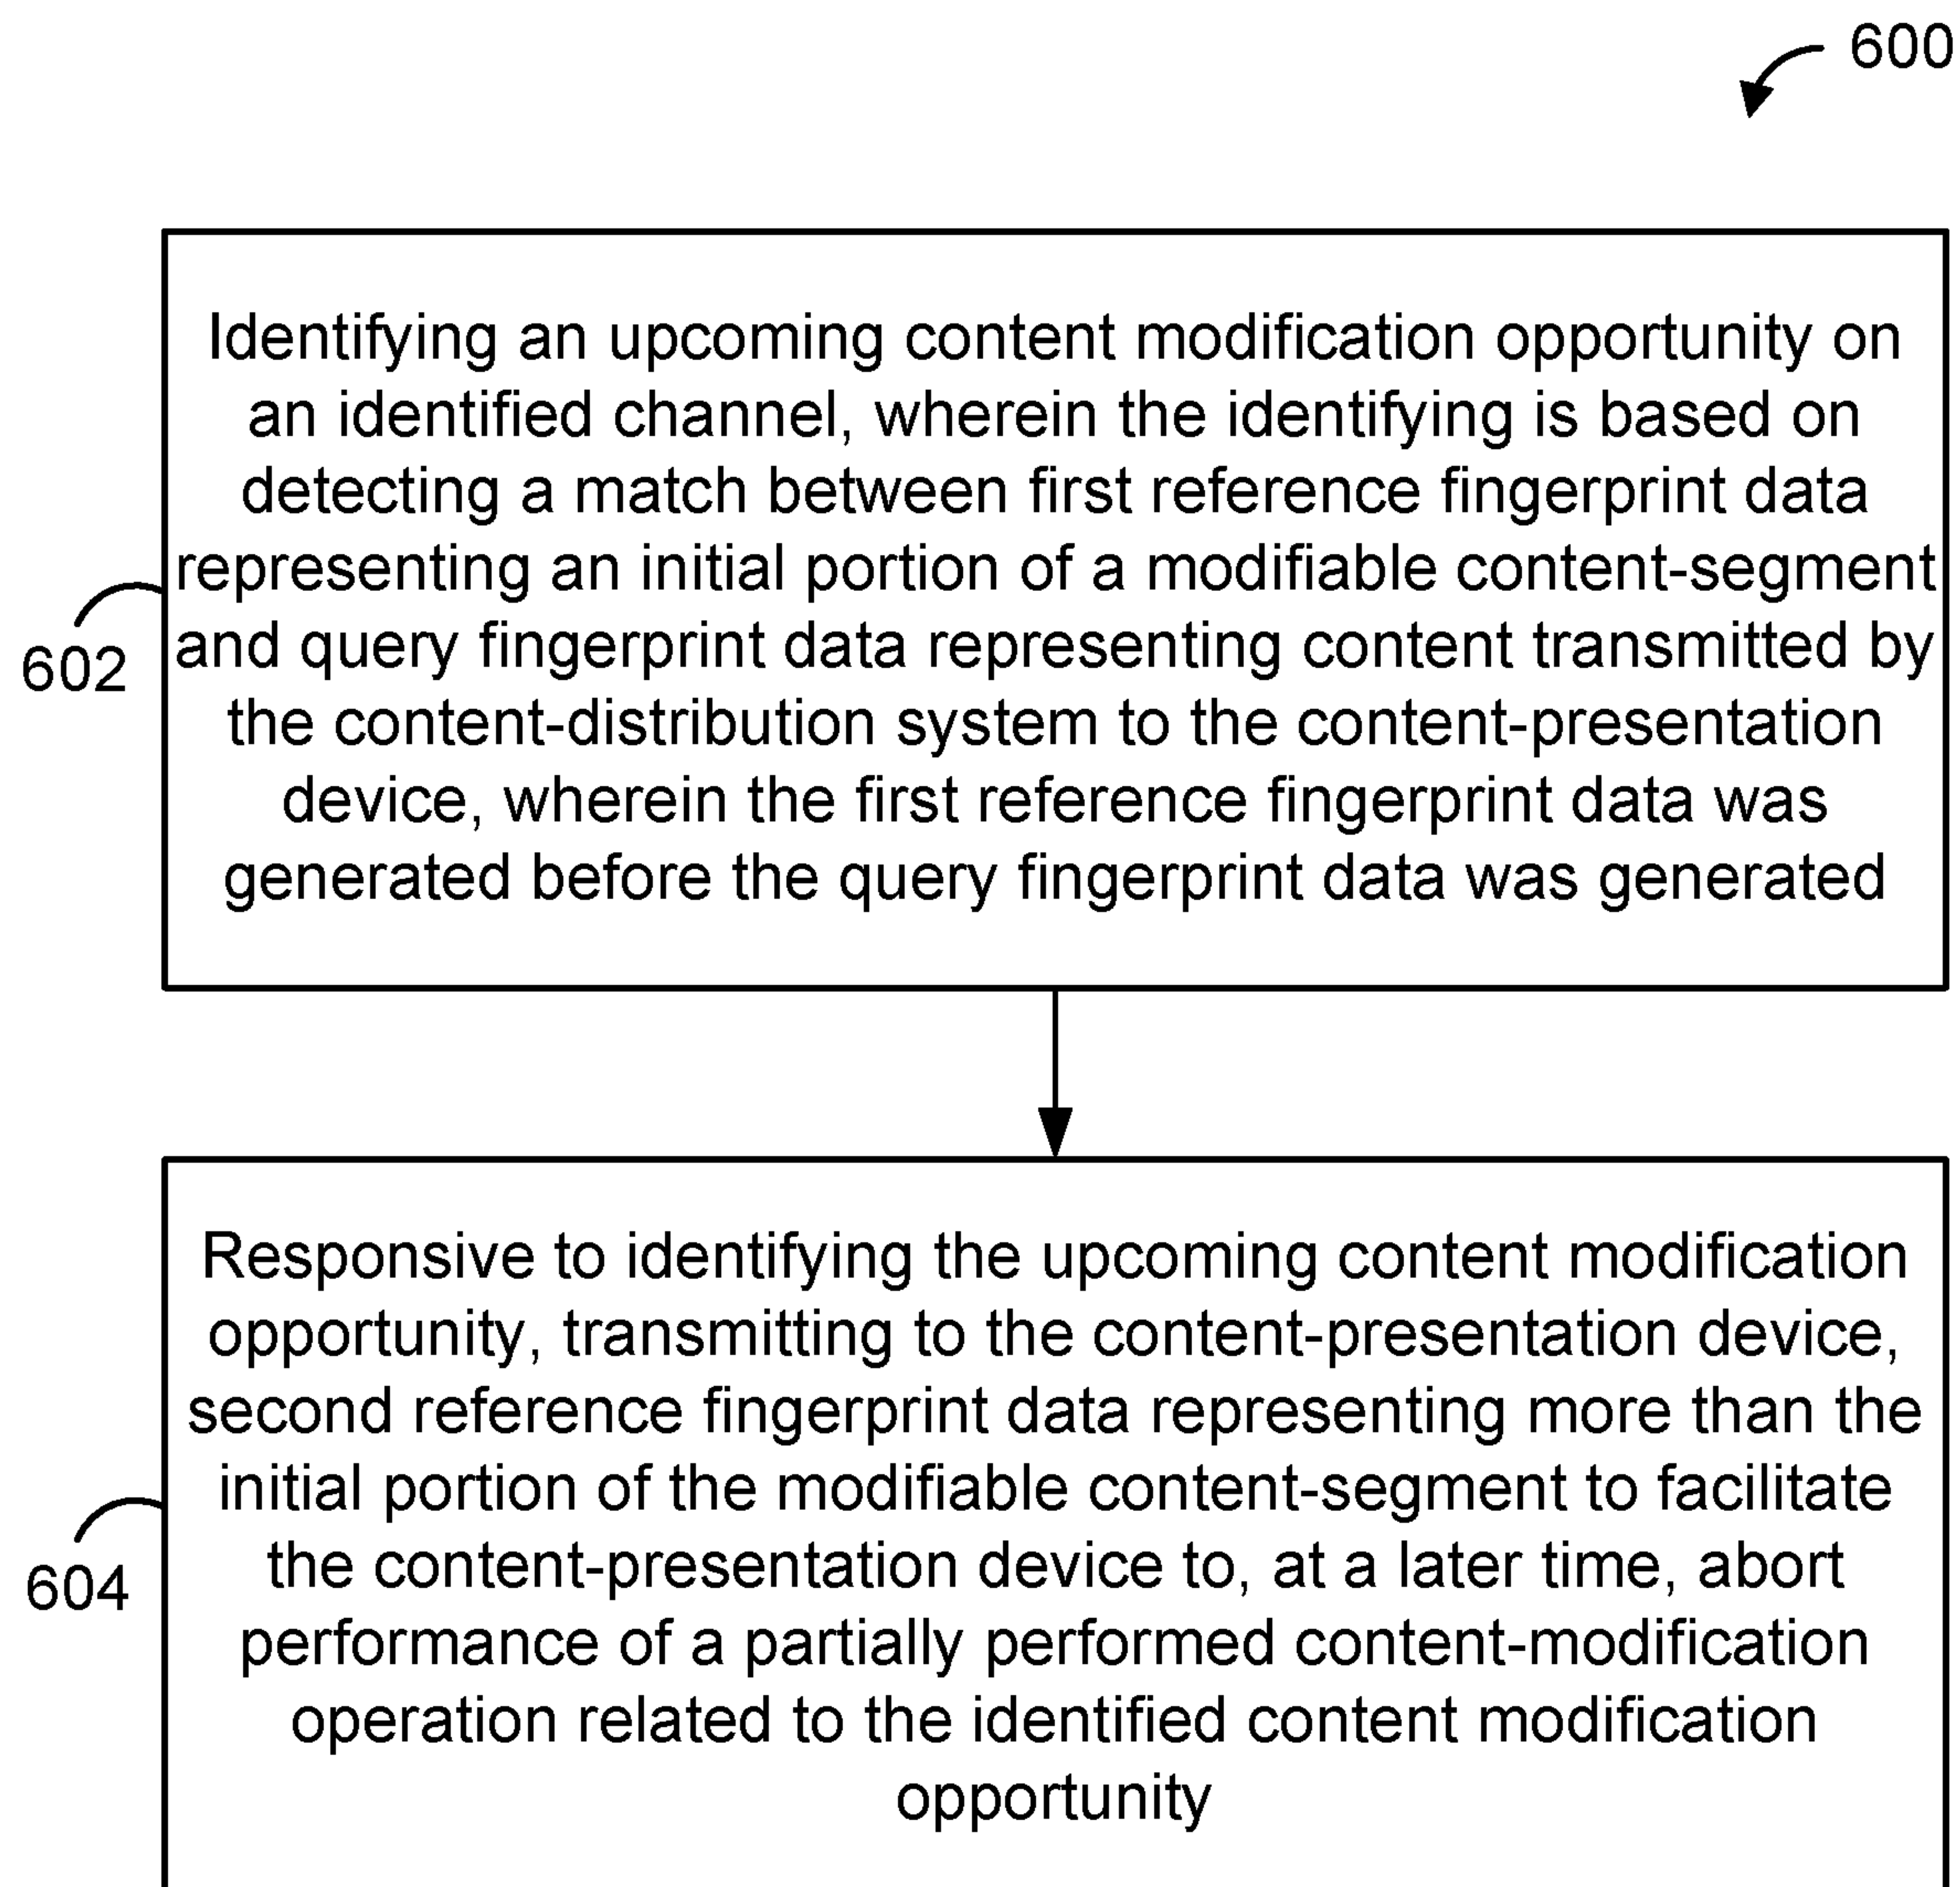 600
Identifying an upcoming content modification opportunity on
an identified channel, wherein the identifying is based on
detecting a match between first reference fingerprint data
representing an initial portion of a modifiable content-segment
and query fingerprint data representing content transmitted by
the content-distribution system to the content-presentation
device, wherein the first reference fingerprint data was
generated before the query fingerprint data was generated
602
Responsive to identifying the upcoming content modification
opportunity, transmitting to the content-presentation device,
second reference fingerprint data representing more than the
initial portion of the modifiable content-segment to facilitate
the content-presentation device to, at a later time, abort
performance of a partially performed content-modification
operation related to the identified content modification
opportunity
604